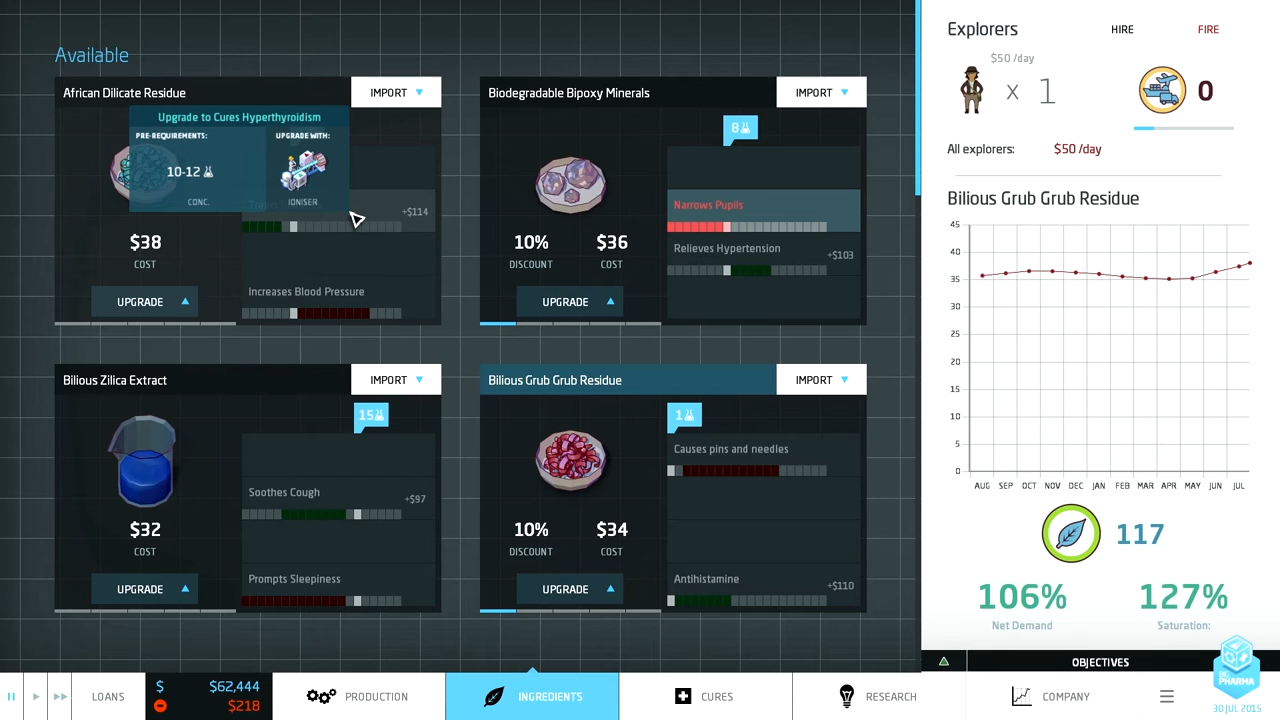 Available
African Dilicate Residue
IMPORT
Upgrade to Cures Hyperthyroidism
PRE-REQUIREMENTS:
UPGRADE WITH:
10-12
CONC.
IONISER
+$114
$38
COST
UPGRADE
Increases Blood Pressure
Biodegradable Bipoxy Minerals
IMPORT
8
Narrows Pupils
Relieves Hypertension
+$103
10%
DISCOUNT
$36
COST
UPGRADE
Bilious Zilica Extract
IMPORT
15
Soothes Cough
+$97
$32
COST
UPGRADE
Prompts Sleepiness
Bilious Grub Grub Residue
IMPORT
1
Causes pins and needles
10%
DISCOUNT
$34
COST
UPGRADE
Antihistamine
+$110
Explorers
HIRE
FIRE
$50 /day
X 1
0
All explorers:
$50 /day
Bilious Grub Grub Residue
45
40
35
30
25
20
15
10
5
0
AUG SEP OCT NOV DEC JAN FEB MAR APR MAY JUN JUL
117
106%
Net Demand
127%
Saturation:
OBJECTIVES
LOANS
$ $62,444
$218
PRODUCTION
INGREDIENTS
CURES
RESEARCH
COMPANY
PHARMA
30 JUL 2015